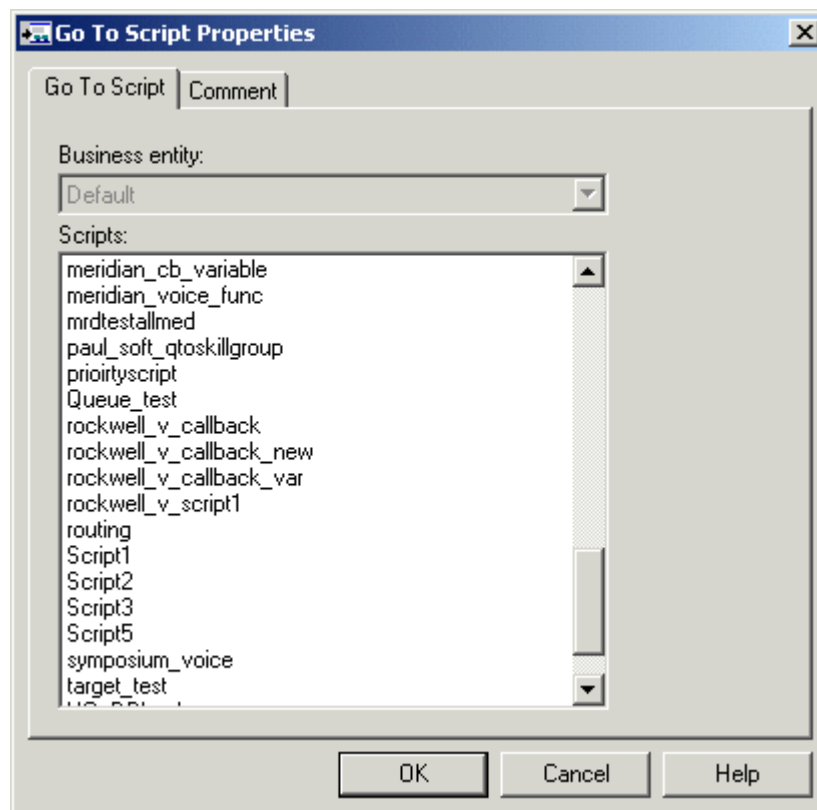 Go To Script Properties
Go To Script Comment
Business entity:
Default
Scripts:
meridian_cb_variable
meridian_voice_func
mrdtestallmed
paul_soft_qtoskillgroup
prioirtyscript
Queue_test
rockwell_v_callback
rockwell_v_callback_new
rockwell_v_callback_var
rockwell_v_script1
routing
Script1
Script2
Script3
Script5
symposium_voice
target_test
OK Cancel Help